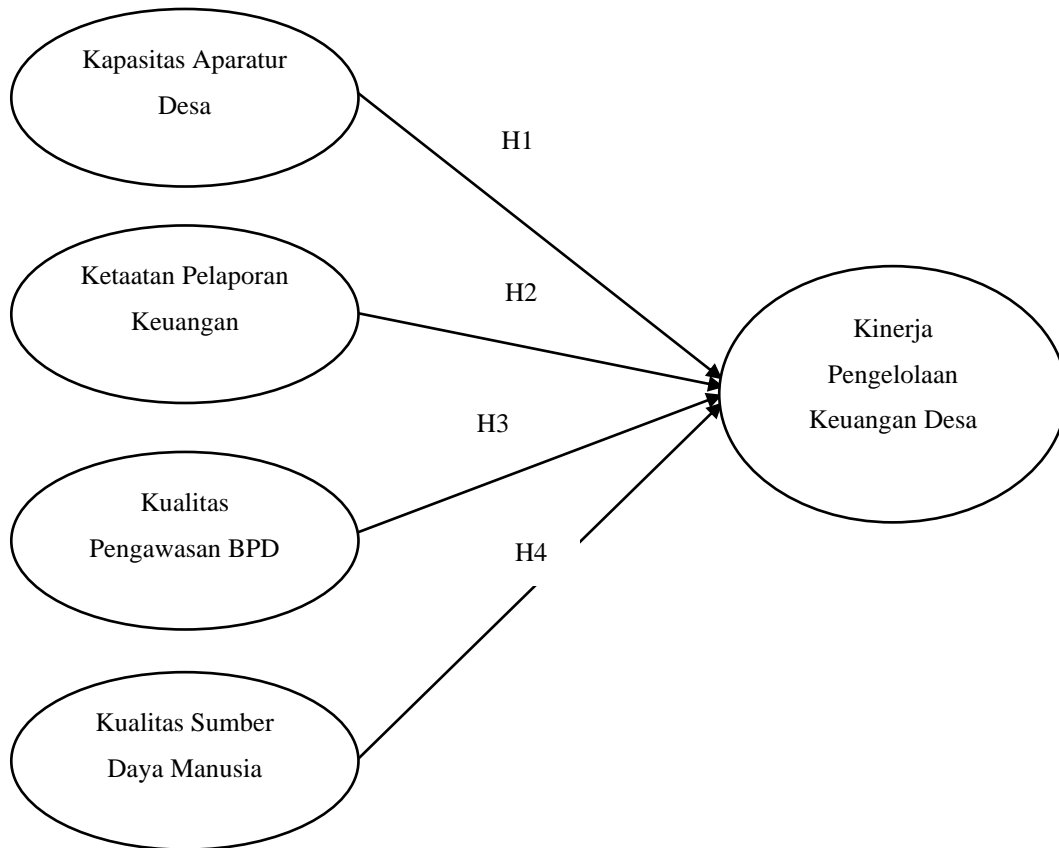 Kapasitas Aparatur
Desa
H1
Ketaatan Pelaporan
Keuangan
H2
Kinerja
Pengelolaan
Keuangan Desa
H3
Kualitas
Pengawasan BPD
H4
Kualitas Sumber
Daya Manusia